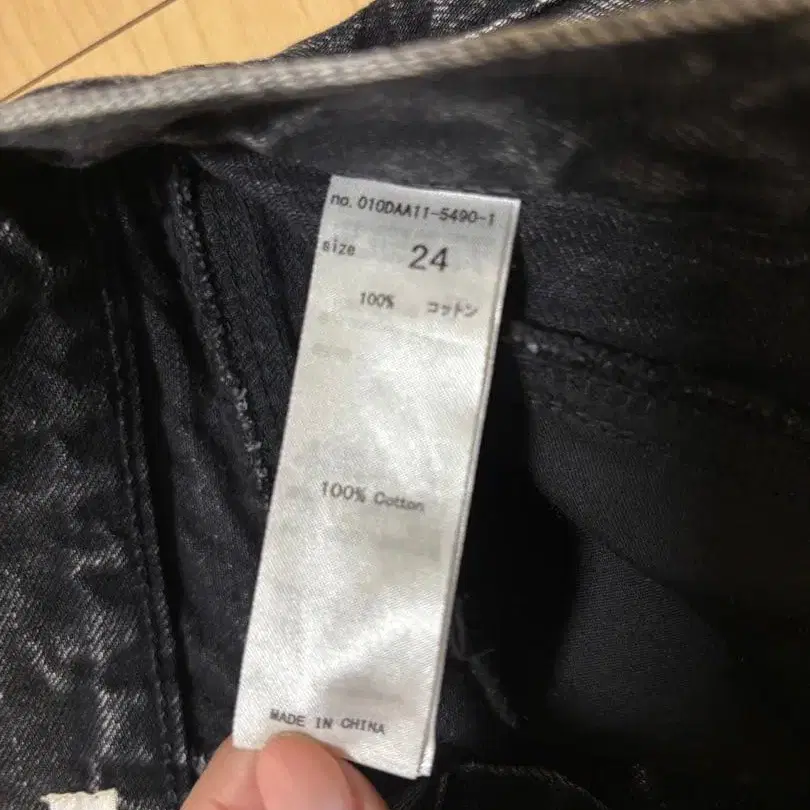 no. 010DAA11-5490-1
size 24
100% コットン
100% Cotton
MADE IN CHINA